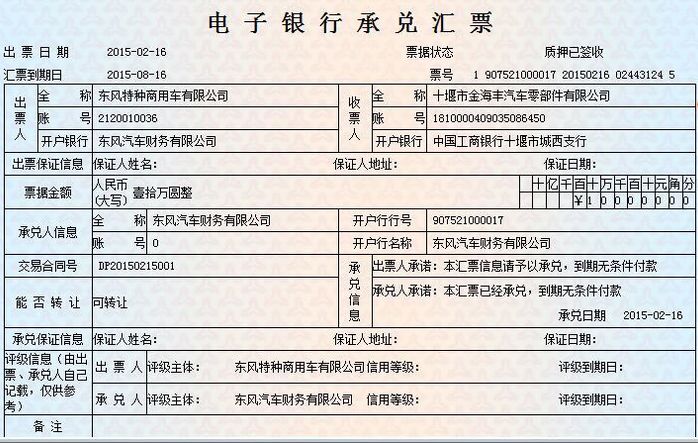 电子银行承兑汇票
出票日期 2015-02-16 票据状态 质押已签收
汇票到期日 2015-08-16 票号 1 907521000017 20150216 02443124 5
出票人 全称 东风特种商用车有限公司 收票人 全称 十堰市金海丰汽车零部件有限公司
账号 2120010036 账号 1810000409035086450
开户银行 东风汽车财务有限公司 开户银行 中国工商银行十堰市城西支行
出票保证信息 保证人姓名: 保证人地址: 保证日期:
票据金额 人民币(大写) 壹拾万圆整 十亿千百十万千百十元角分
¥10000000
承兑人信息 全称 东风汽车财务有限公司 开户行行号 907521000017
账号 0 开户行名称 东风汽车财务有限公司
交易合同号 DP20150215001 承兑信息 出票人承诺: 本汇票信息请予以承兑, 到期无条件付款
能否转让 可转让 承兑人承诺: 本汇票已经承兑, 到期无条件付款
承兑日期 2015-02-16
承兑保证信息 保证人姓名: 保证人地址: 保证日期:
评级信息(由出票、承兑人自己记载,仅供参考) 出票人 评级主体: 东风特种商用车有限公司 信用等级: 评级到期日:
承兑人 评级主体: 东风汽车财务有限公司 信用等级: 评级到期日:
备注